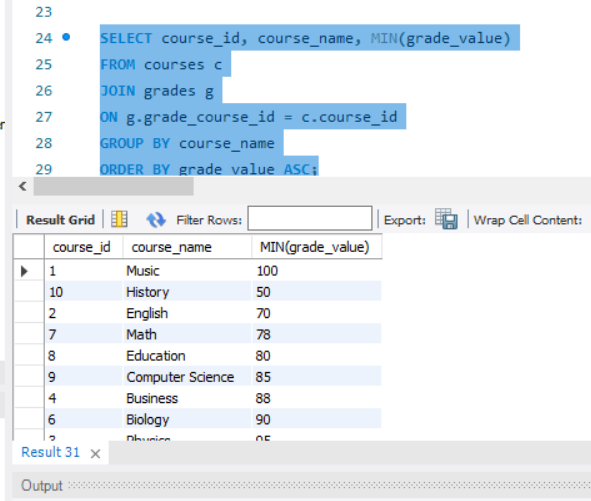 23
24 SELECT course_id, course_name, MIN(grade_value)
25 FROM courses c
26 JOIN grades g
27 ON g.grade_course_id = c.course_id
28 GROUP BY course_name
29 ORDER BY grade_value ASC;
Result Grid Filter Rows: Export: Wrap Cell Content:
course_id course_name MIN(grade_value)
1 Music 100
10 History 50
2 English 70
7 Math 78
8 Education 80
9 Computer Science 85
4 Business 88
6 Biology 90
3 Physics 95
Result 31 ×
Output